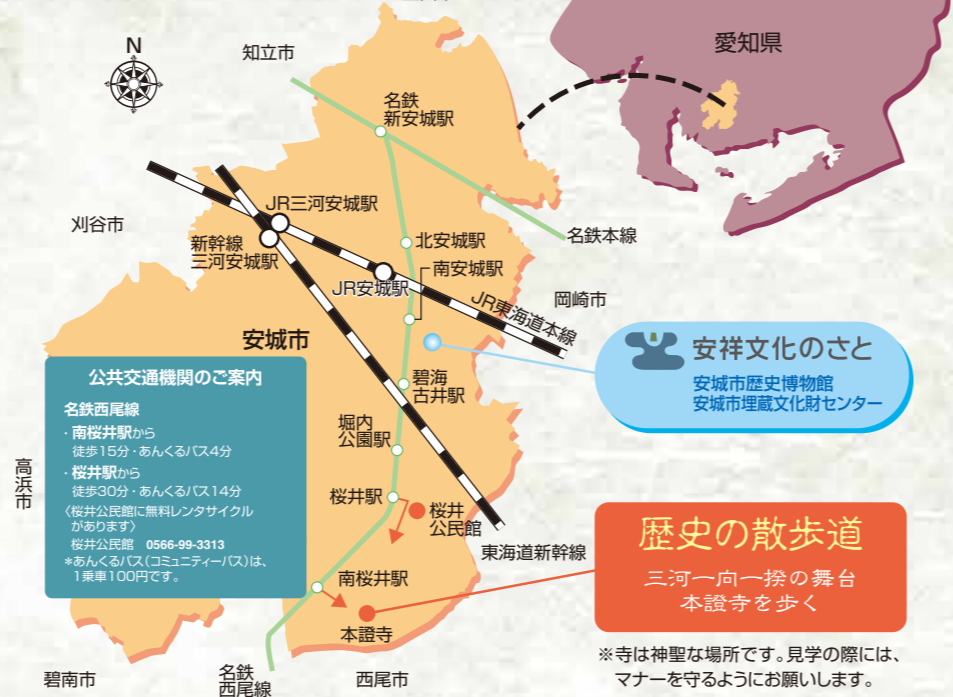 N
知立市
愛知県
名鉄
新安城駅
JR三河安城駅
刈谷市
新幹線
三河安城駅
北安城駅
名鉄本線
南安城駅
JR安城駅
JR東海道本線
岡崎市
安城市
安祥文化のさと
安城市歴史博物館
安城市埋蔵文化財センター
公共交通機関のご案内
名鉄西尾線
・南桜井駅から
徒歩15分・あんくるバス4分
・桜井駅から
徒歩30分・あんくるバス14分
〈桜井公民館に無料レンタサイクル
があります〉
桜井公民館 0566-99-3313
*あんくるバス(コミュニティーバス)は、
1乗車100円です。
碧海
古井駅
堀内
公園駅
高浜市
桜井駅
桜井
公民館
東海道新幹線
歴史の散歩道
三河一向一揆の舞台
本證寺を歩く
南桜井駅
本證寺
※寺は神聖な場所です。見学の際には、
マナーを守るようにお願いします。
碧南市
名鉄
西尾線
西尾市